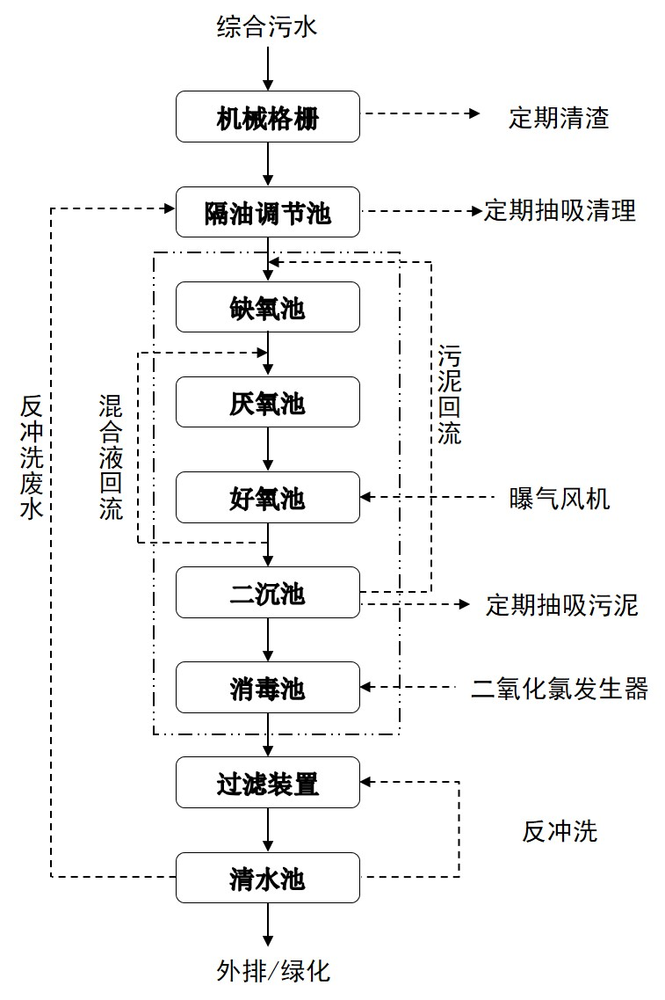 综合污水
机械格栅
定期清渣
隔油调节池
定期抽吸清理
缺氧池
污泥回流
厌氧池
混合液回流
反冲洗废水
好氧池
曝气风机
二沉池
定期抽吸污泥
消毒池
二氧化氯发生器
过滤装置
反冲洗
清水池
外排/绿化